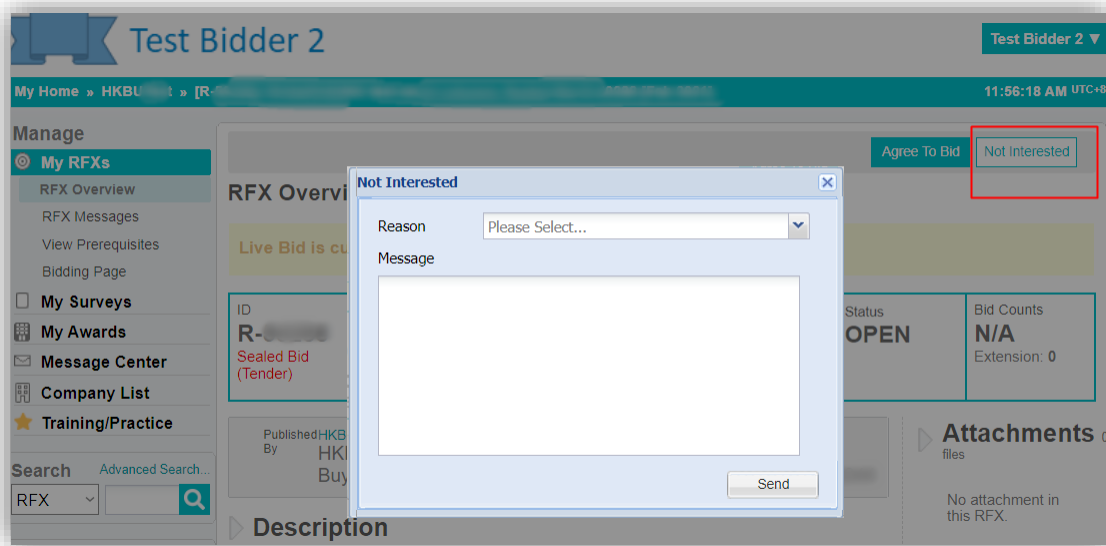 Test Bidder 2
Test Bidder 2 ▼
My Home » HKBU » [R-
11:56:18 AM UTC+8
Manage
My RFXs
RFX Overview
RFX Messages
View Prerequisites
Bidding Page
My Surveys
My Awards
Message Center
Company List
Training/Practice
Search Advanced Search...
RFX
Agree To Bid Not Interested
RFX Overvi
Live Bid is cu
Not Interested
Reason Please Select...
Message
Send
ID
R-
Sealed Bid
(Tender)
Status
OPEN
Bid Counts
N/A
Extension: 0
Published HKB
By HK
Buy
Description
Attachments 0
files
No attachment in
this RFX.